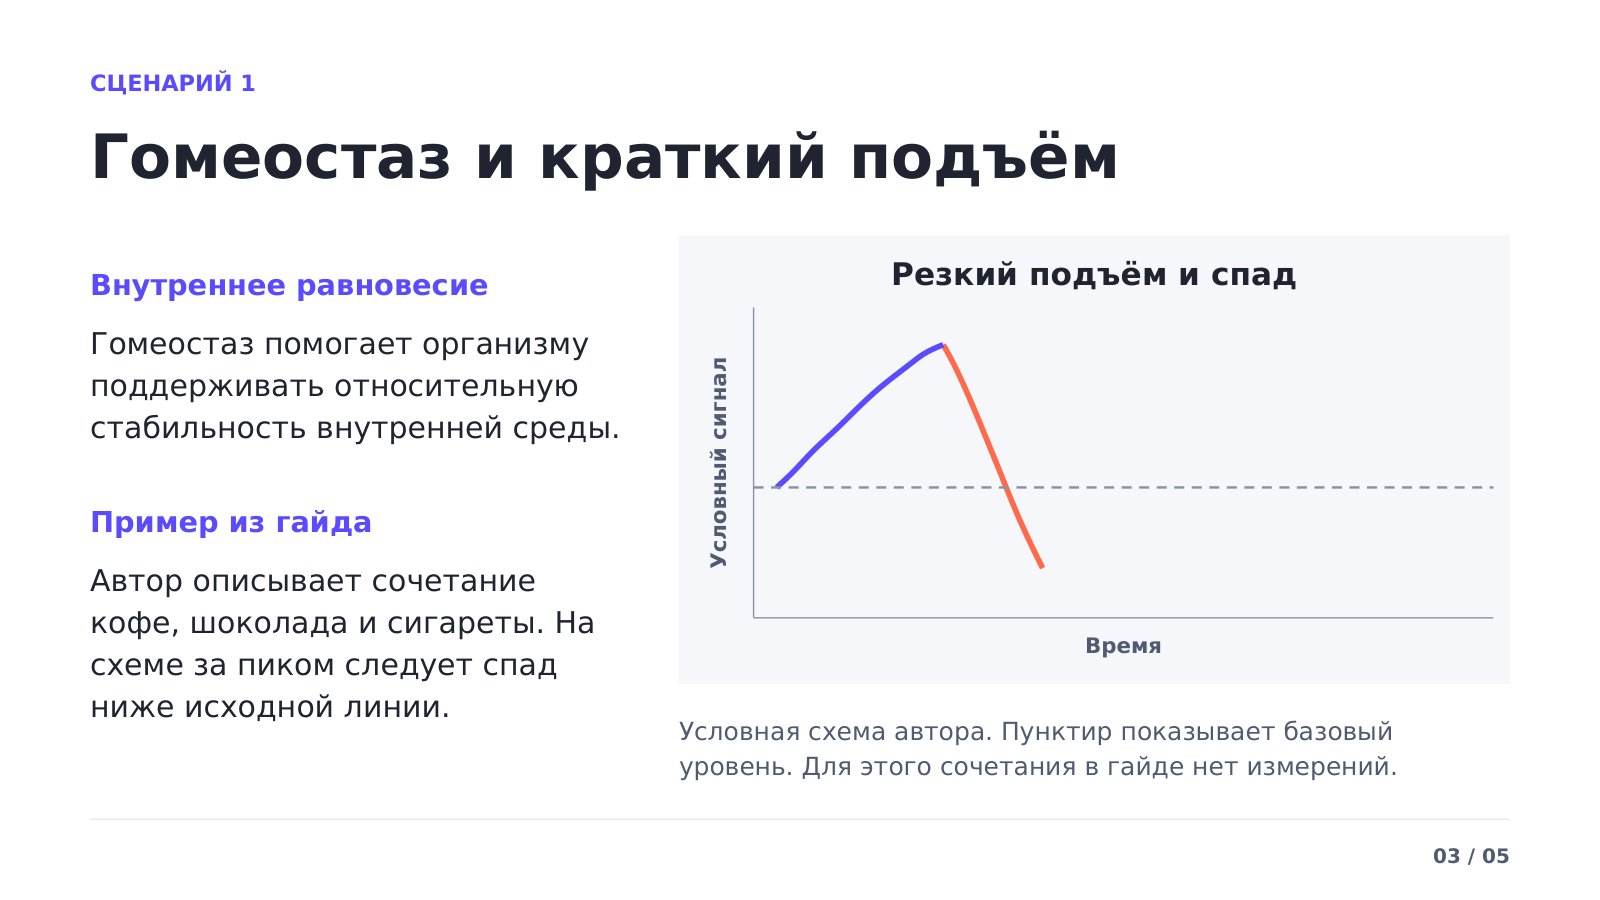 СЦЕНАРИЙ 1
Гомеостаз и краткий подъём
Внутреннее равновесие
Гомеостаз помогает организму
поддерживать относительную
стабильность внутренней среды.
Пример из гайда
Автор описывает сочетание
кофе, шоколада и сигареты. На
схеме за пиком следует спад
ниже исходной линии.
Резкий подъём и спад
Условный сигнал
Время
Условная схема автора. Пунктир показывает базовый
уровень. Для этого сочетания в гайде нет измерений.
03 / 05